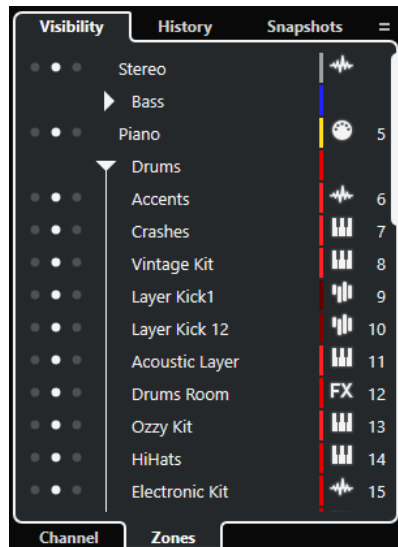 Visibility History Snapshots
Stereo
Bass
Piano 5
Drums
Accents 6
Crashes 7
Vintage Kit 8
Layer Kick1 9
Layer Kick 12 10
Acoustic Layer 11
Drums Room FX 12
Ozzy Kit 13
HiHats 14
Electronic Kit 15
Channel Zones